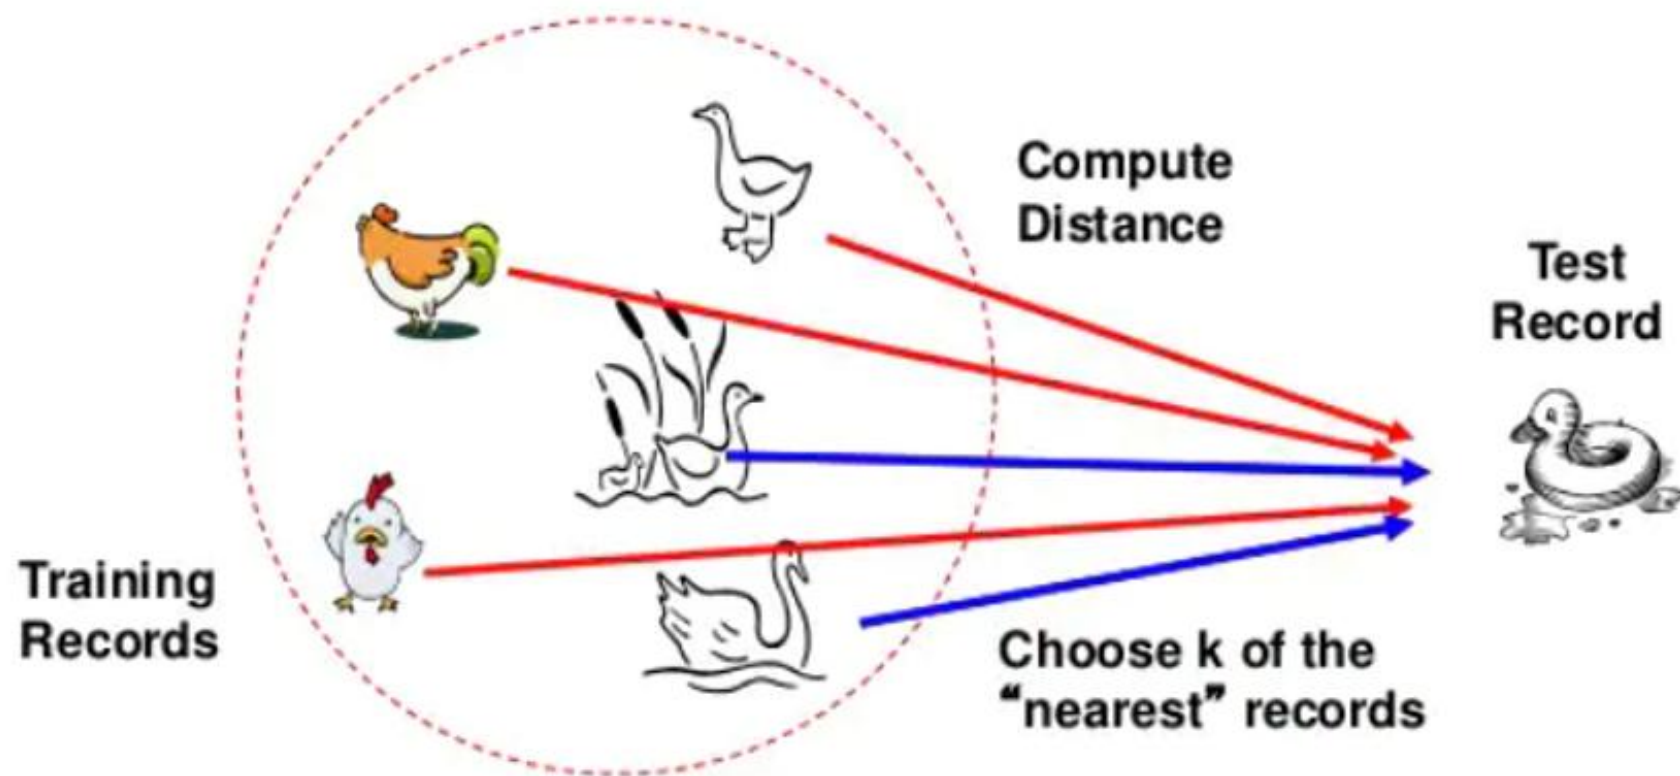 Compute
Distance
Test
Record
Training
Records
Choose k of the
“nearest” records